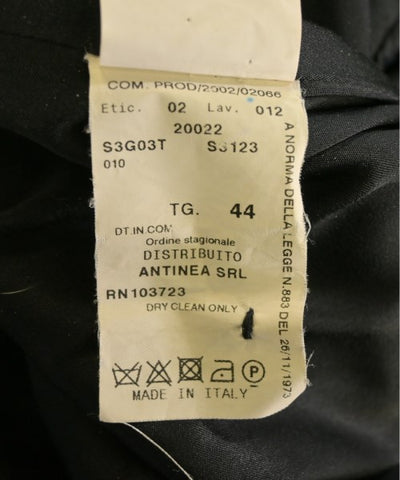 COM. PROD/2002/02066
Etic. 02 Lav. 012
20022
S3G03T S3123
010
TG. 44
DT.IN.COM
Ordine stagionale
DISTRIBUITO
ANTINEA SRL
RN103723
DRY CLEAN ONLY
P
MADE IN ITALY
A NORMA DELLA LEGGE N.883 DEL 26/11/1973